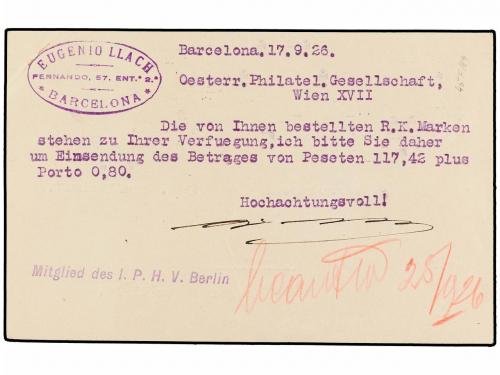 EUGENIO LLACH
FERNANDO, 57. ENT.º 2.ª
* BARCELONA *
Barcelona.17.9.26.
Oesterr.Philatel.Gesellschaft,
Wien XVII
Die von Ihnen bestellten R.K.Marken
stehen zu Ihrer Verfuegung,ich bitte Sie daher
um Einsendung des Betrages von Peseten 117,42 plus
Porto 0,80.
Hochachtungsvoll!
Mitglied des I. P. H. V. Berlin
25/926